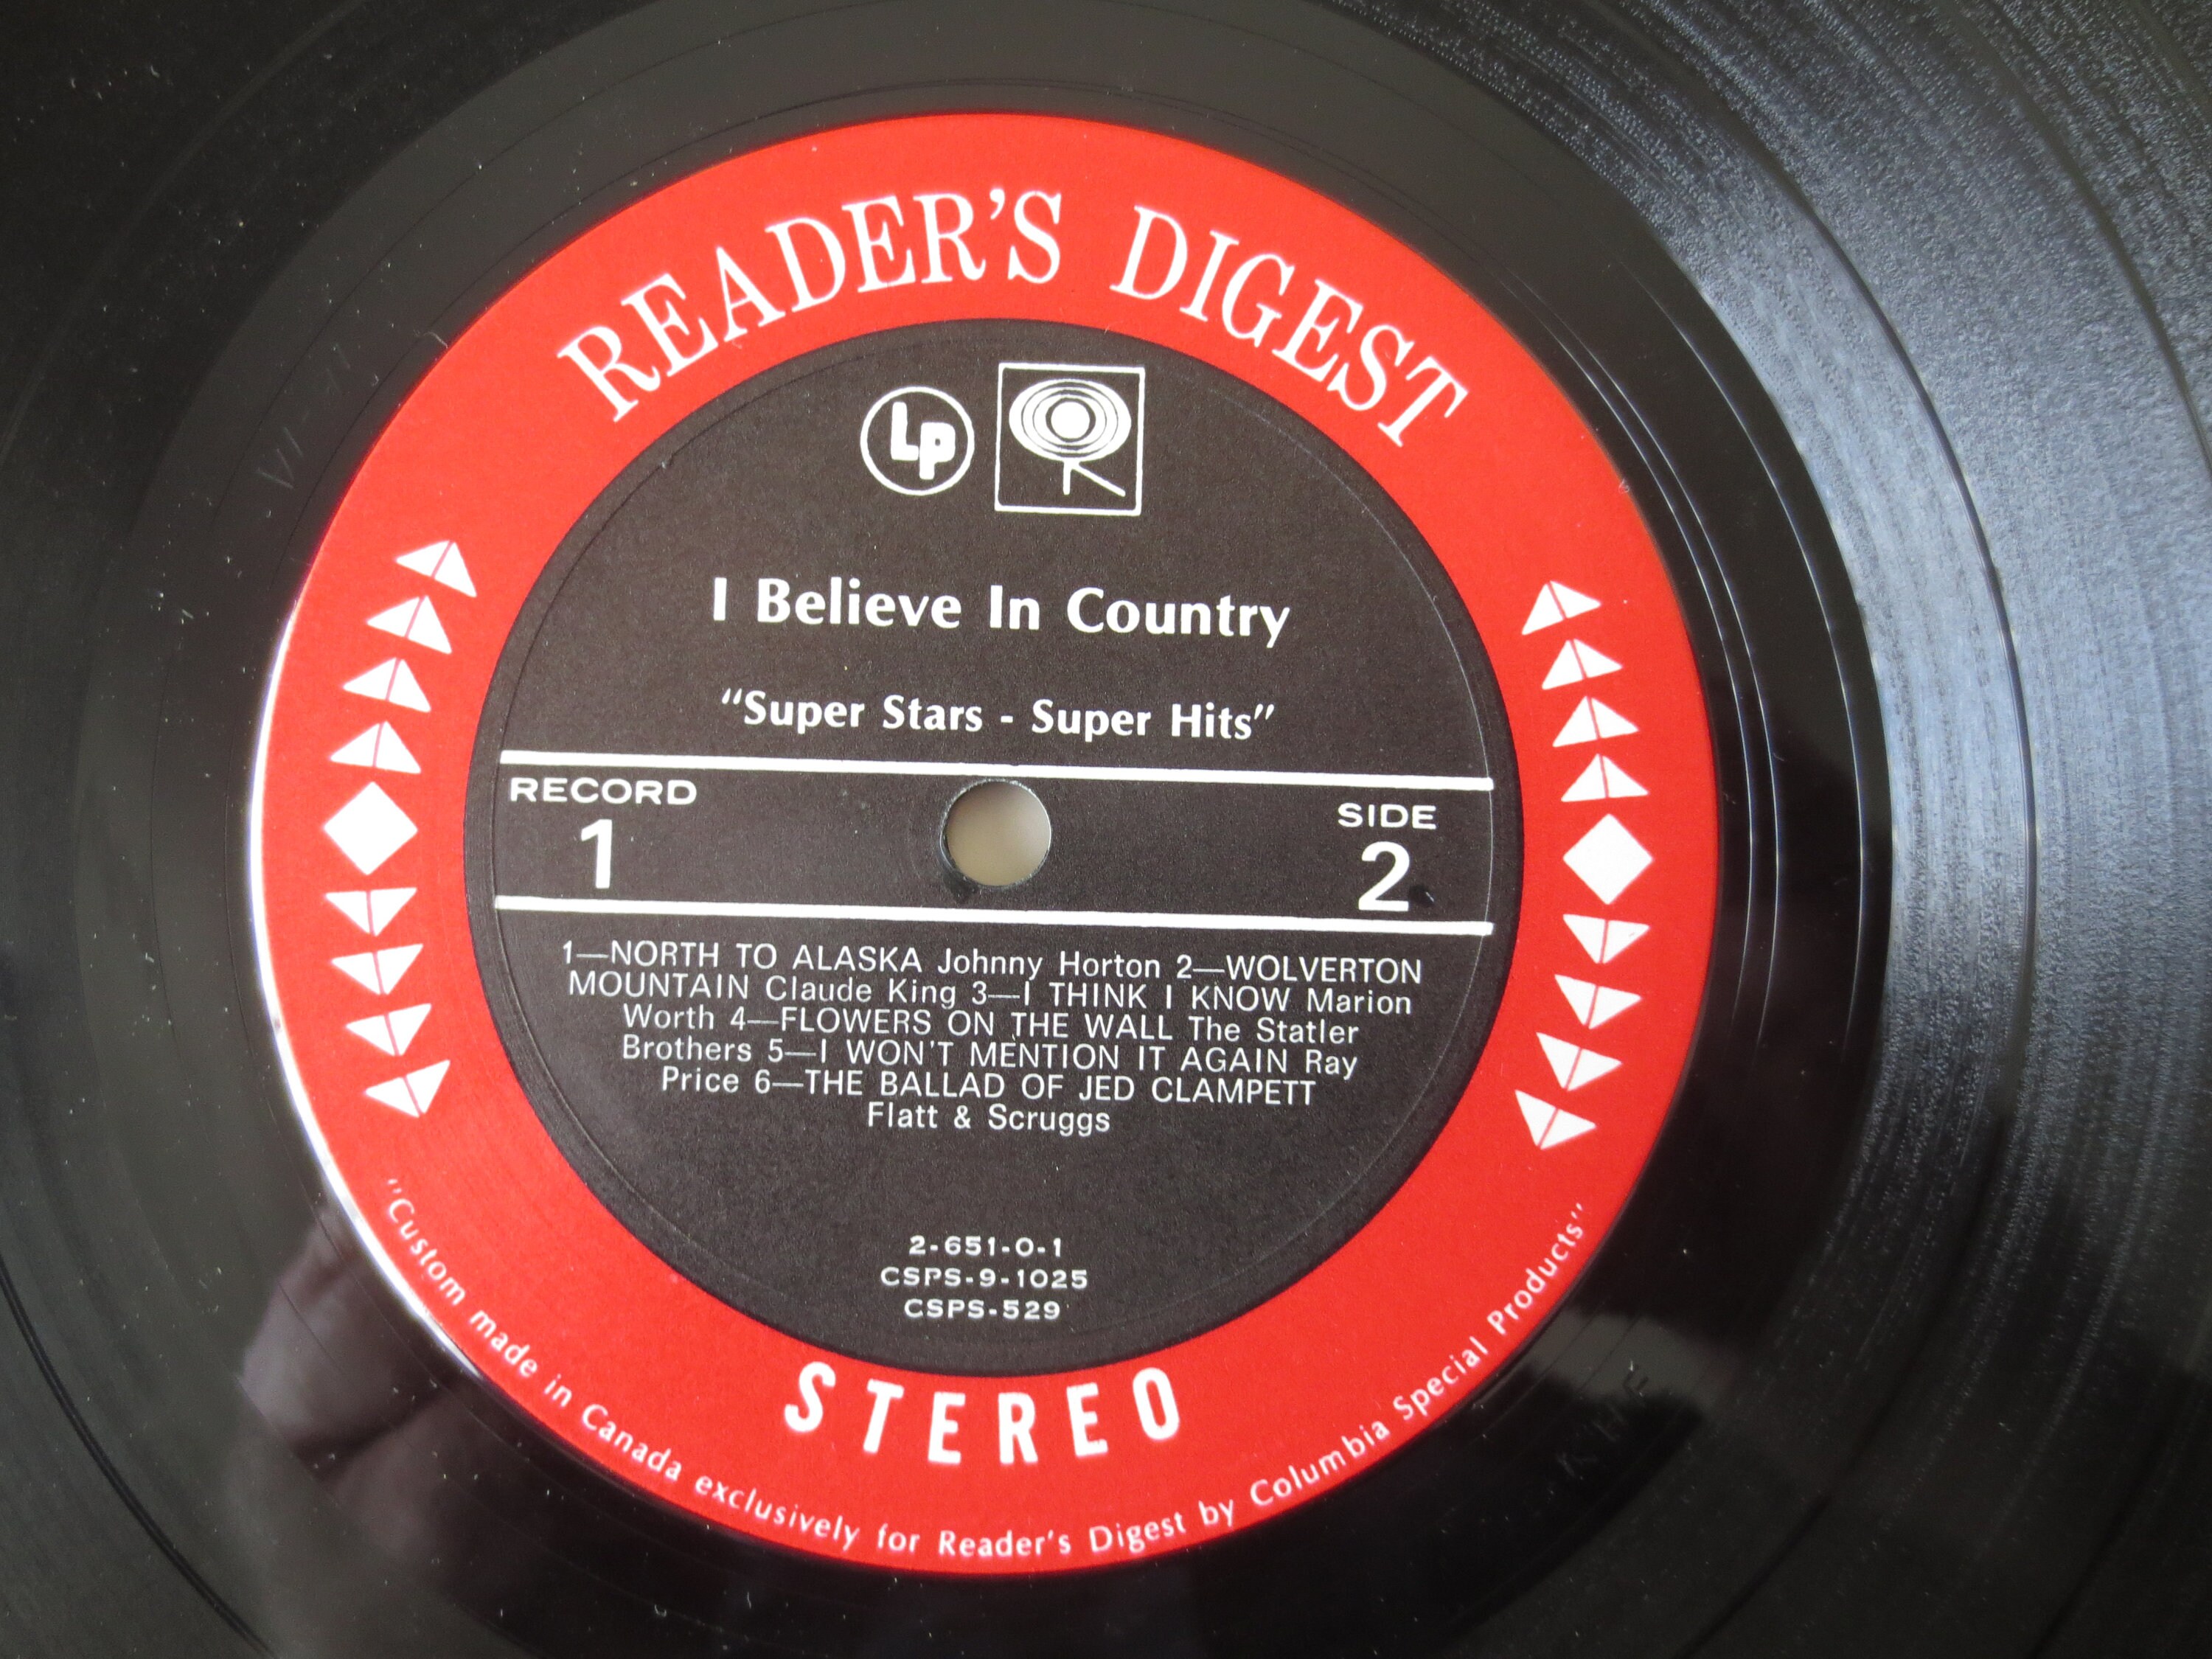 READER'S DIGEST
LP
I Believe In Country
"Super Stars - Super Hits"
RECORD
1
SIDE
2
1—NORTH TO ALASKA Johnny Horton 2—WOLVERTON
MOUNTAIN Claude King 3—I THINK I KNOW Marion
Worth 4—FLOWERS ON THE WALL The Statler
Brothers 5—I WON'T MENTION IT AGAIN Ray
Price 6—THE BALLAD OF JED CLAMPETT
Flatt & Scruggs
2-651-0-1
CSPS-9-1025
CSPS-529
STEREO
"Custom made in Canada exclusively for Reader's Digest by Columbia Special Products"